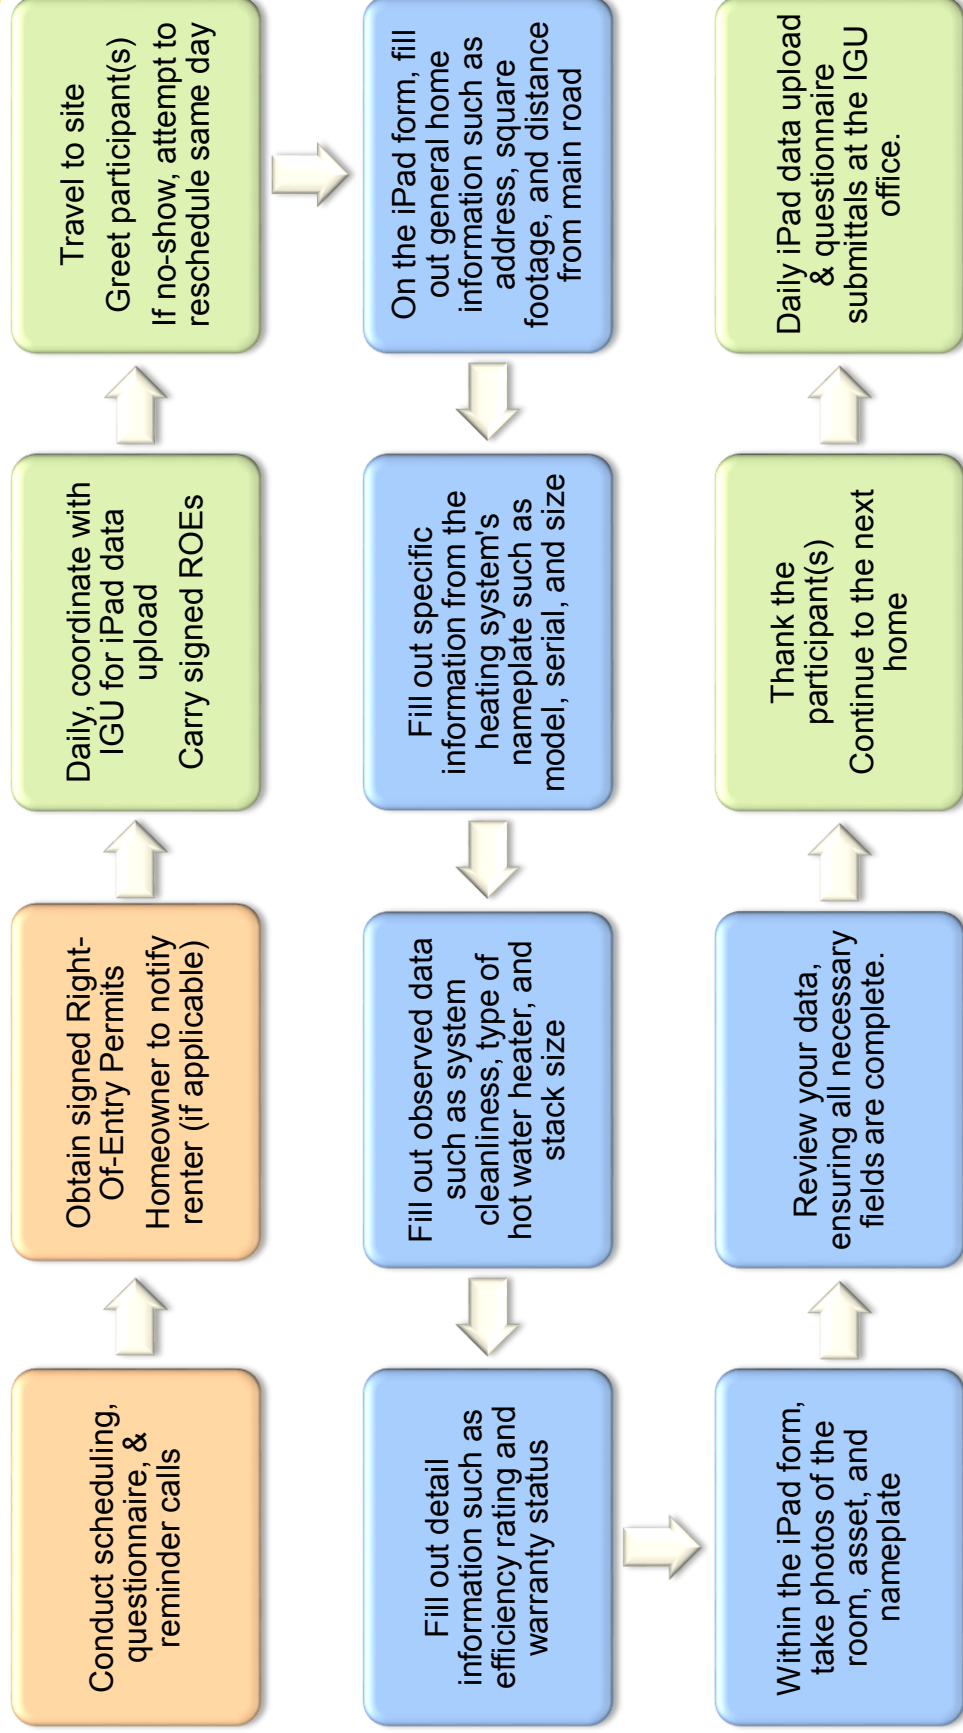 Conduct scheduling,
questionnaire, &
reminder calls
Obtain signed Right-
Of-Entry Permits
Homeowner to notify
renter (if applicable)
Daily, coordinate with
IGU for iPad data
upload
Carry signed ROEs
Travel to site
Greet participant(s)
If no-show, attempt to
reschedule same day
On the iPad form, fill
out general home
information such as
address, square
footage, and distance
from main road
Fill out specific
information from the
heating system's
nameplate such as
model, serial, and size
Fill out observed data
such as system
cleanliness, type of
hot water heater, and
stack size
Fill out detail
information such as
efficiency rating and
warranty status
Within the iPad form,
take photos of the
room, asset, and
nameplate
Review your data,
ensuring all necessary
fields are complete.
Thank the
participant(s)
Continue to the next
home
Daily iPad data upload
& questionnaire
submittals at the IGU
office.